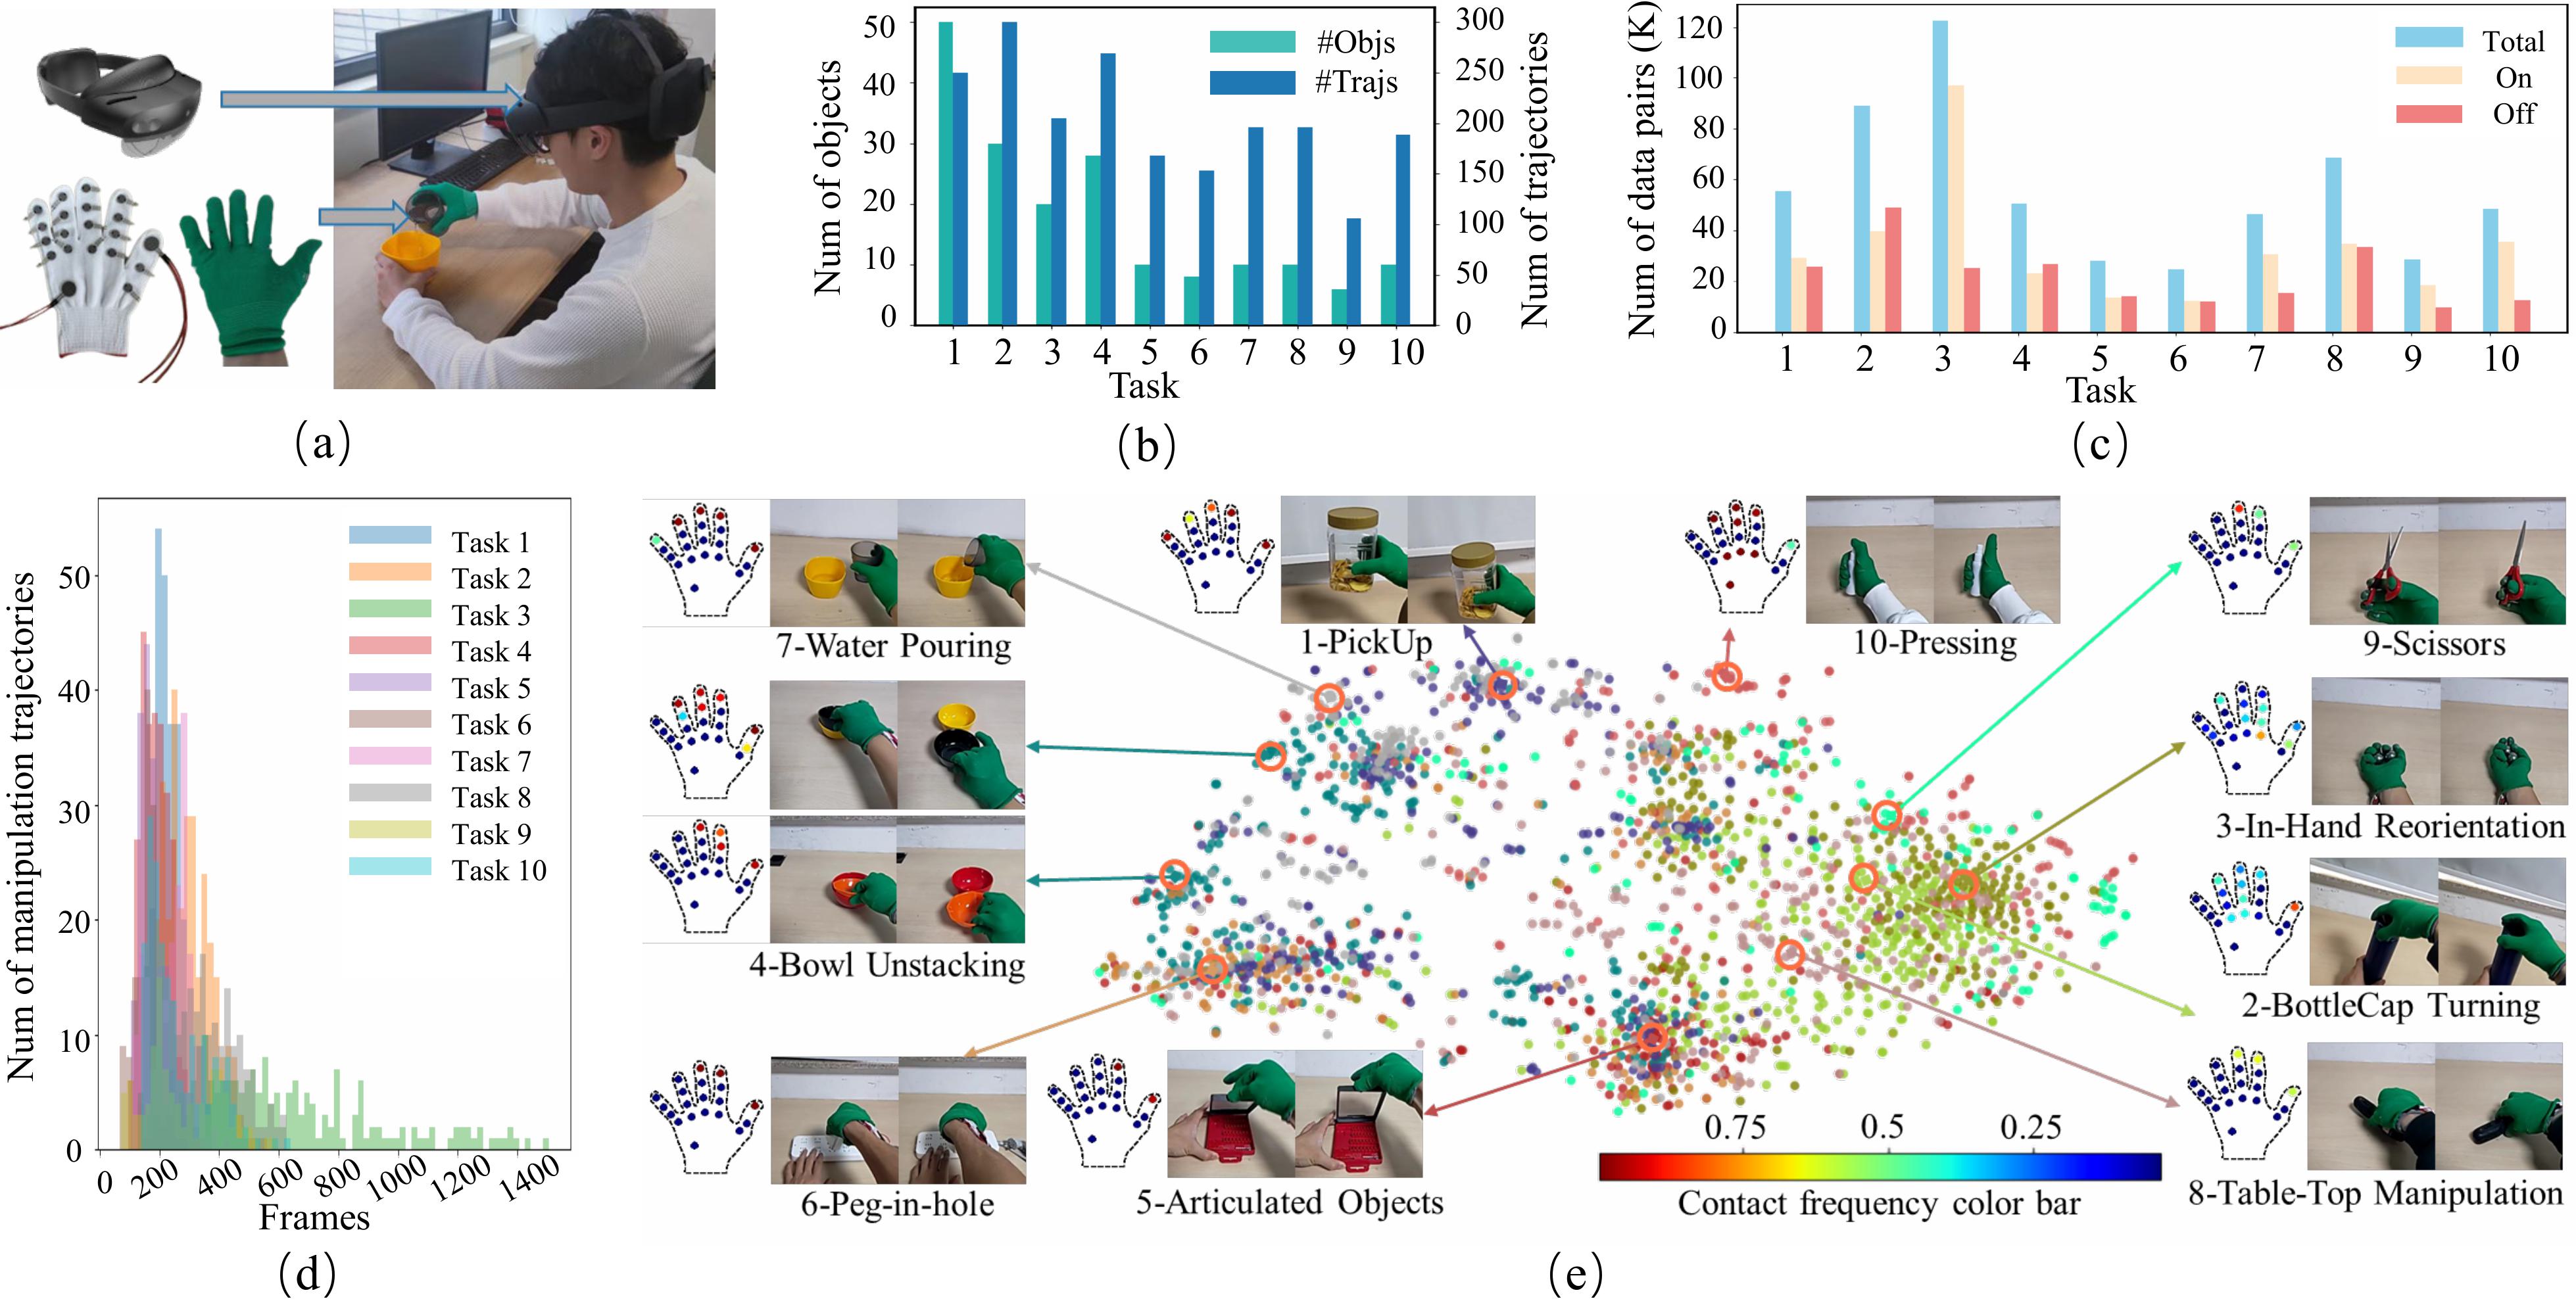 50
40
30
20
10
0
Num of objects
#Objs
#Trajs
300
250
200
150
100
50
0
Num of trajectories
1 2 3 4 5 6 7 8 9 10
Task
120
100
80
60
40
20
0
Num of data pairs (K)
Total
On
Off
1 2 3 4 5 6 7 8 9 10
Task
(a)
(b)
(c)
Num of manipulation trajectories
50
40
30
20
10
0
Task 1
Task 2
Task 3
Task 4
Task 5
Task 6
Task 7
Task 8
Task 9
Task 10
0 200 400 600 800 1000 1200 1400
Frames
(d)
7-Water Pouring
1-PickUp
10-Pressing
9-Scissors
3-In-Hand Reorientation
4-Bowl Unstacking
2-BottleCap Turning
6-Peg-in-hole
5-Articulated Objects
0.75 0.5 0.25
Contact frequency color bar
8-Table-Top Manipulation
(e)